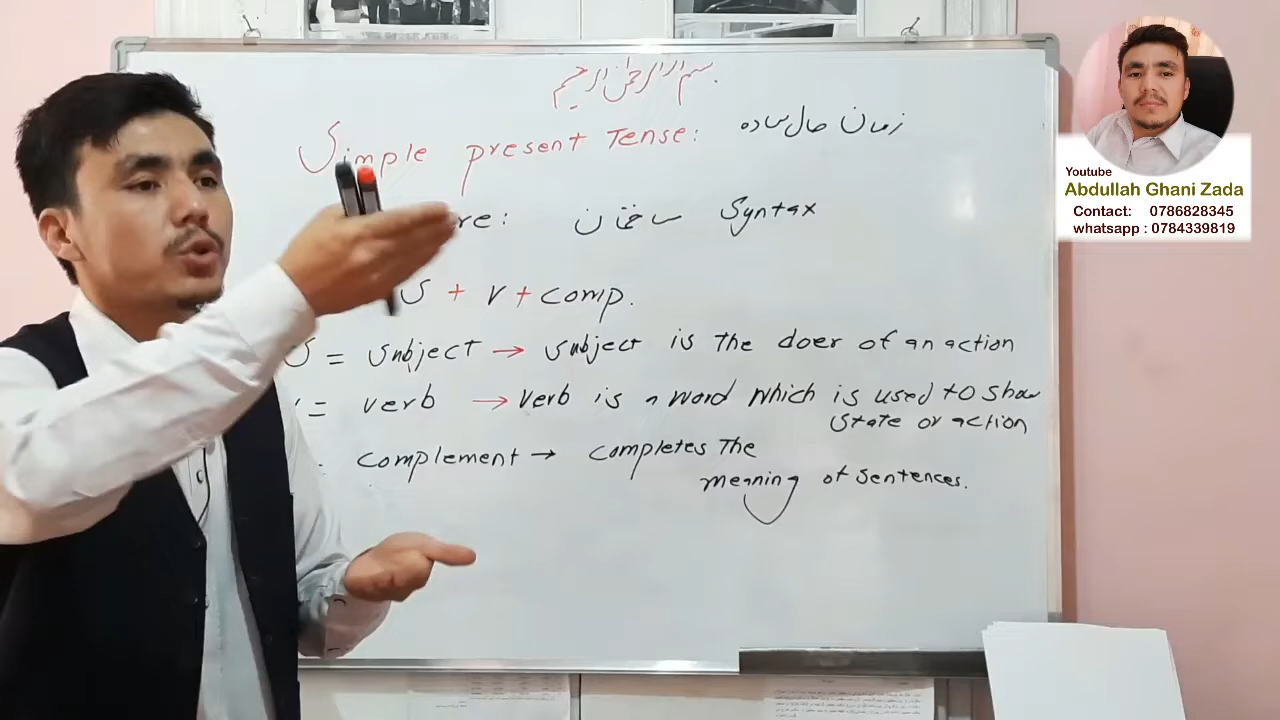 بسم الله الرحمن الرحیم
Simple present Tense: زمان حال ساده
re: ساختمان Syntax
S + V + comp.
S = Subject → Subject is the doer of an action
= verb → verb is a word which is used to show
state or action
complement → completes the
meaning of sentences.
Youtube
Abdullah Ghani Zada
Contact: 0786828345
whatsapp : 0784339819